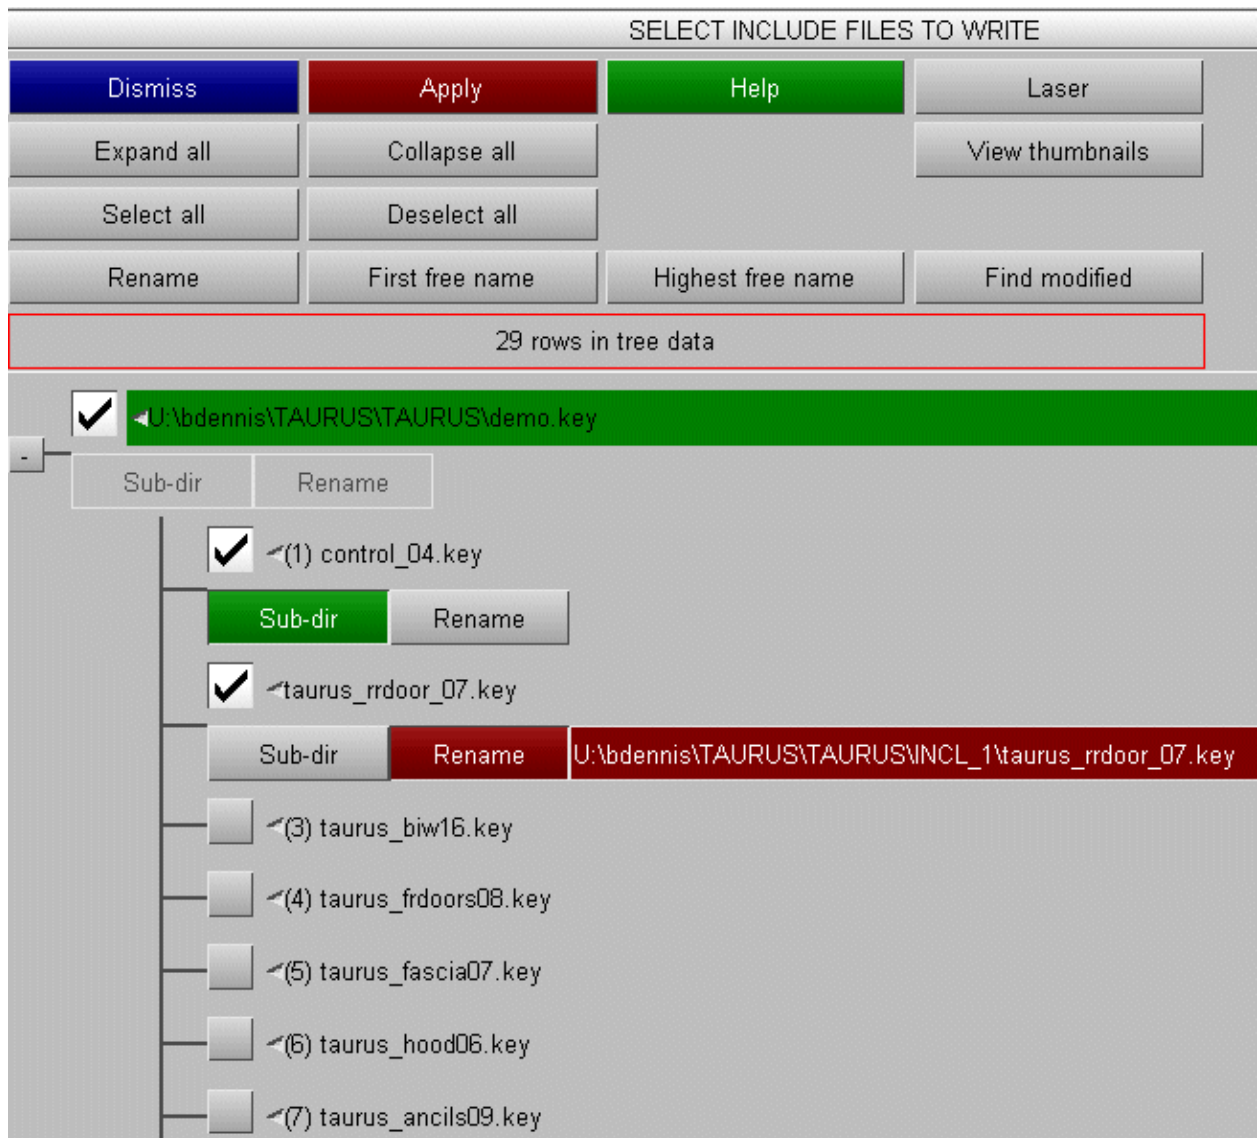 SELECT INCLUDE FILES TO WRITE
Dismiss Apply Help Laser
Expand all Collapse all View thumbnails
Select all Deselect all
Rename First free name Highest free name Find modified
29 rows in tree data
U:\bdennis\TAURUS\TAURUS\demo.key
-
Sub-dir Rename
(1) control_04.key
Sub-dir Rename
taurus_rrdoor_07.key
Sub-dir Rename U:\bdennis\TAURUS\TAURUS\INCL_1\taurus_rrdoor_07.key
(3) taurus_biw16.key
(4) taurus_frdoors08.key
(5) taurus_fascia07.key
(6) taurus_hood06.key
(7) taurus_ancils09.key